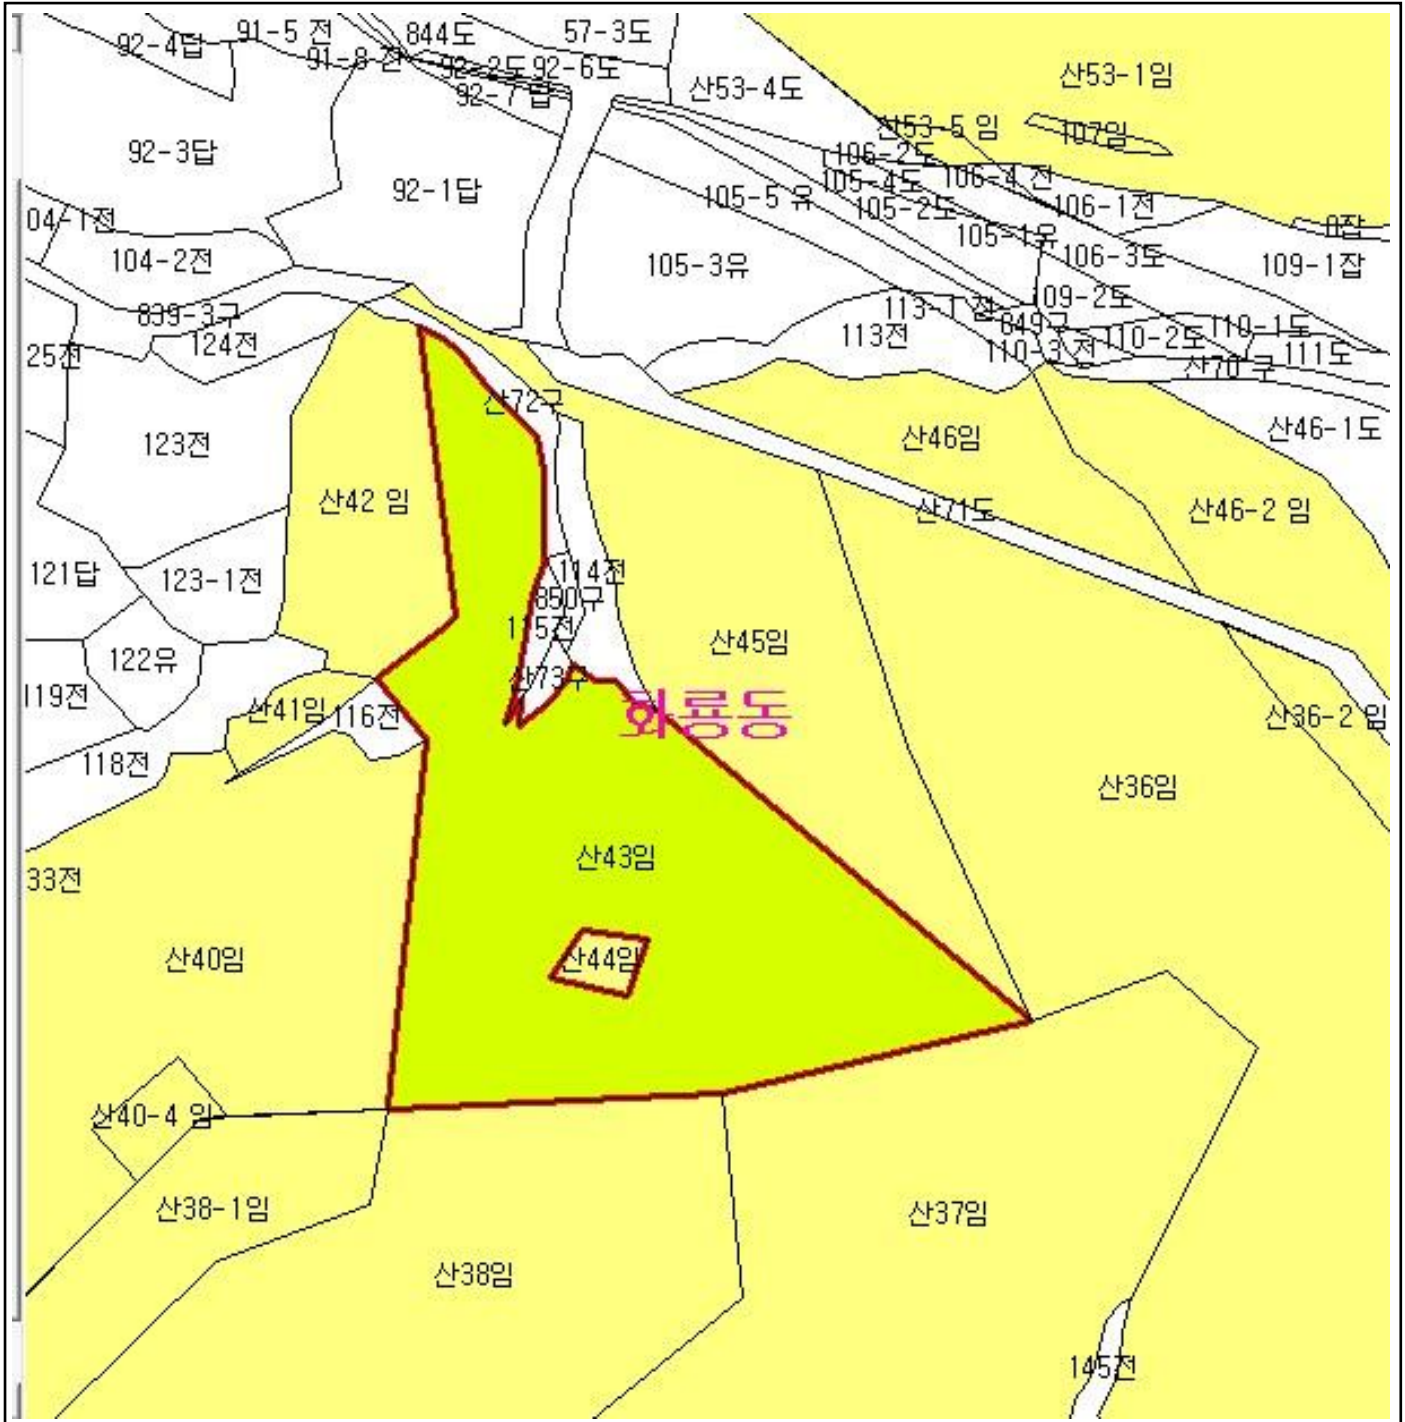 91-5 전
844도
57-3도
92-4답
91-8 전
92-2도
92-6도
92-7 답
산53-4도
산53-1임
산53-5 임
107임
92-3답
106-2도
105-4도
106-4 전
92-1답
105-5 유
105-2도
106-1전
04-1전
105-1유
104-2전
105-3유
106-3도
109-1잡
839-3구
109-2도
113-1 전
849구
110-2도
110-1도
124전
113전
110-3 전
111도
25전
산70 구
산72구
산46-1도
123전
산46임
산42 임
산71도
산46-2 임
121답
123-1전
114전
850구
115전
산45임
122유
산73구
119전
산41임
116전
화룡동
산36-2 임
118전
산36임
산43임
33전
산40임
산44임
산40-4 임
산38-1임
산37임
산38임
145전